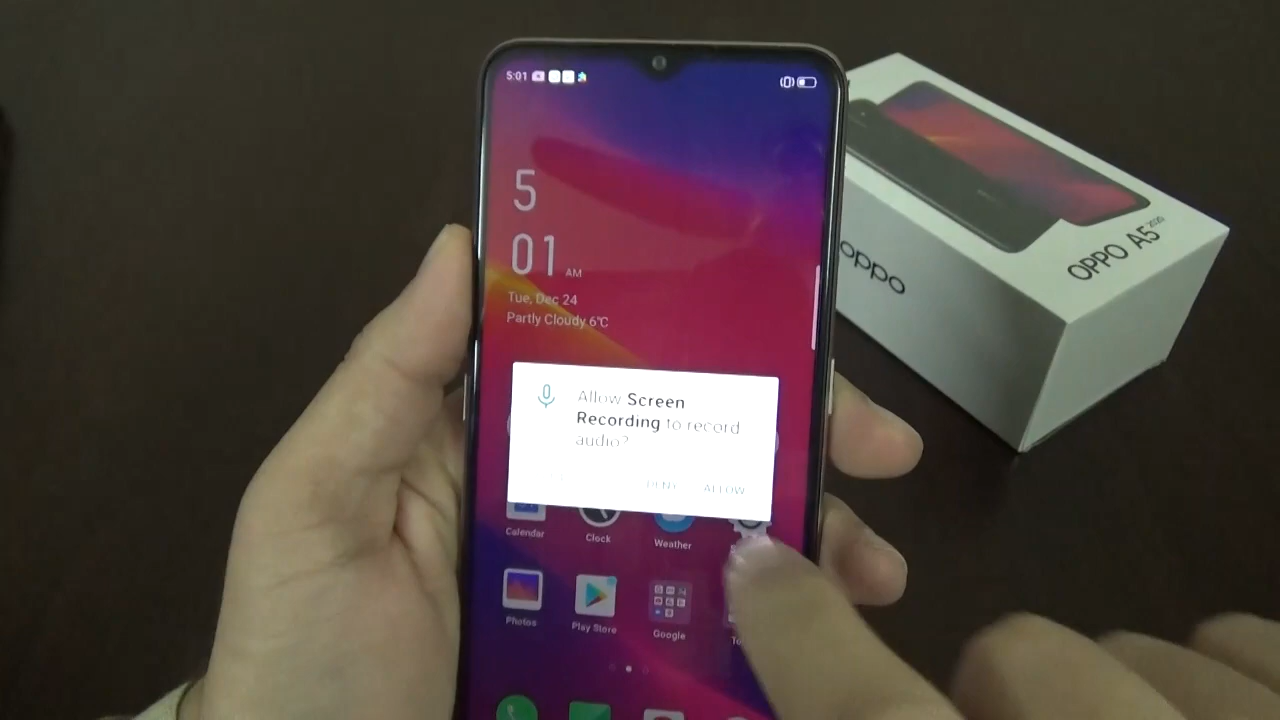 5:01
5
01 AM
Tue, Dec 24
Partly Cloudy 6°C
Allow Screen
Recording to record
audio?
DENY ALLOW
Calendar Clock Weather
Photos Play Store Google
oppo
OPPO A5 2020